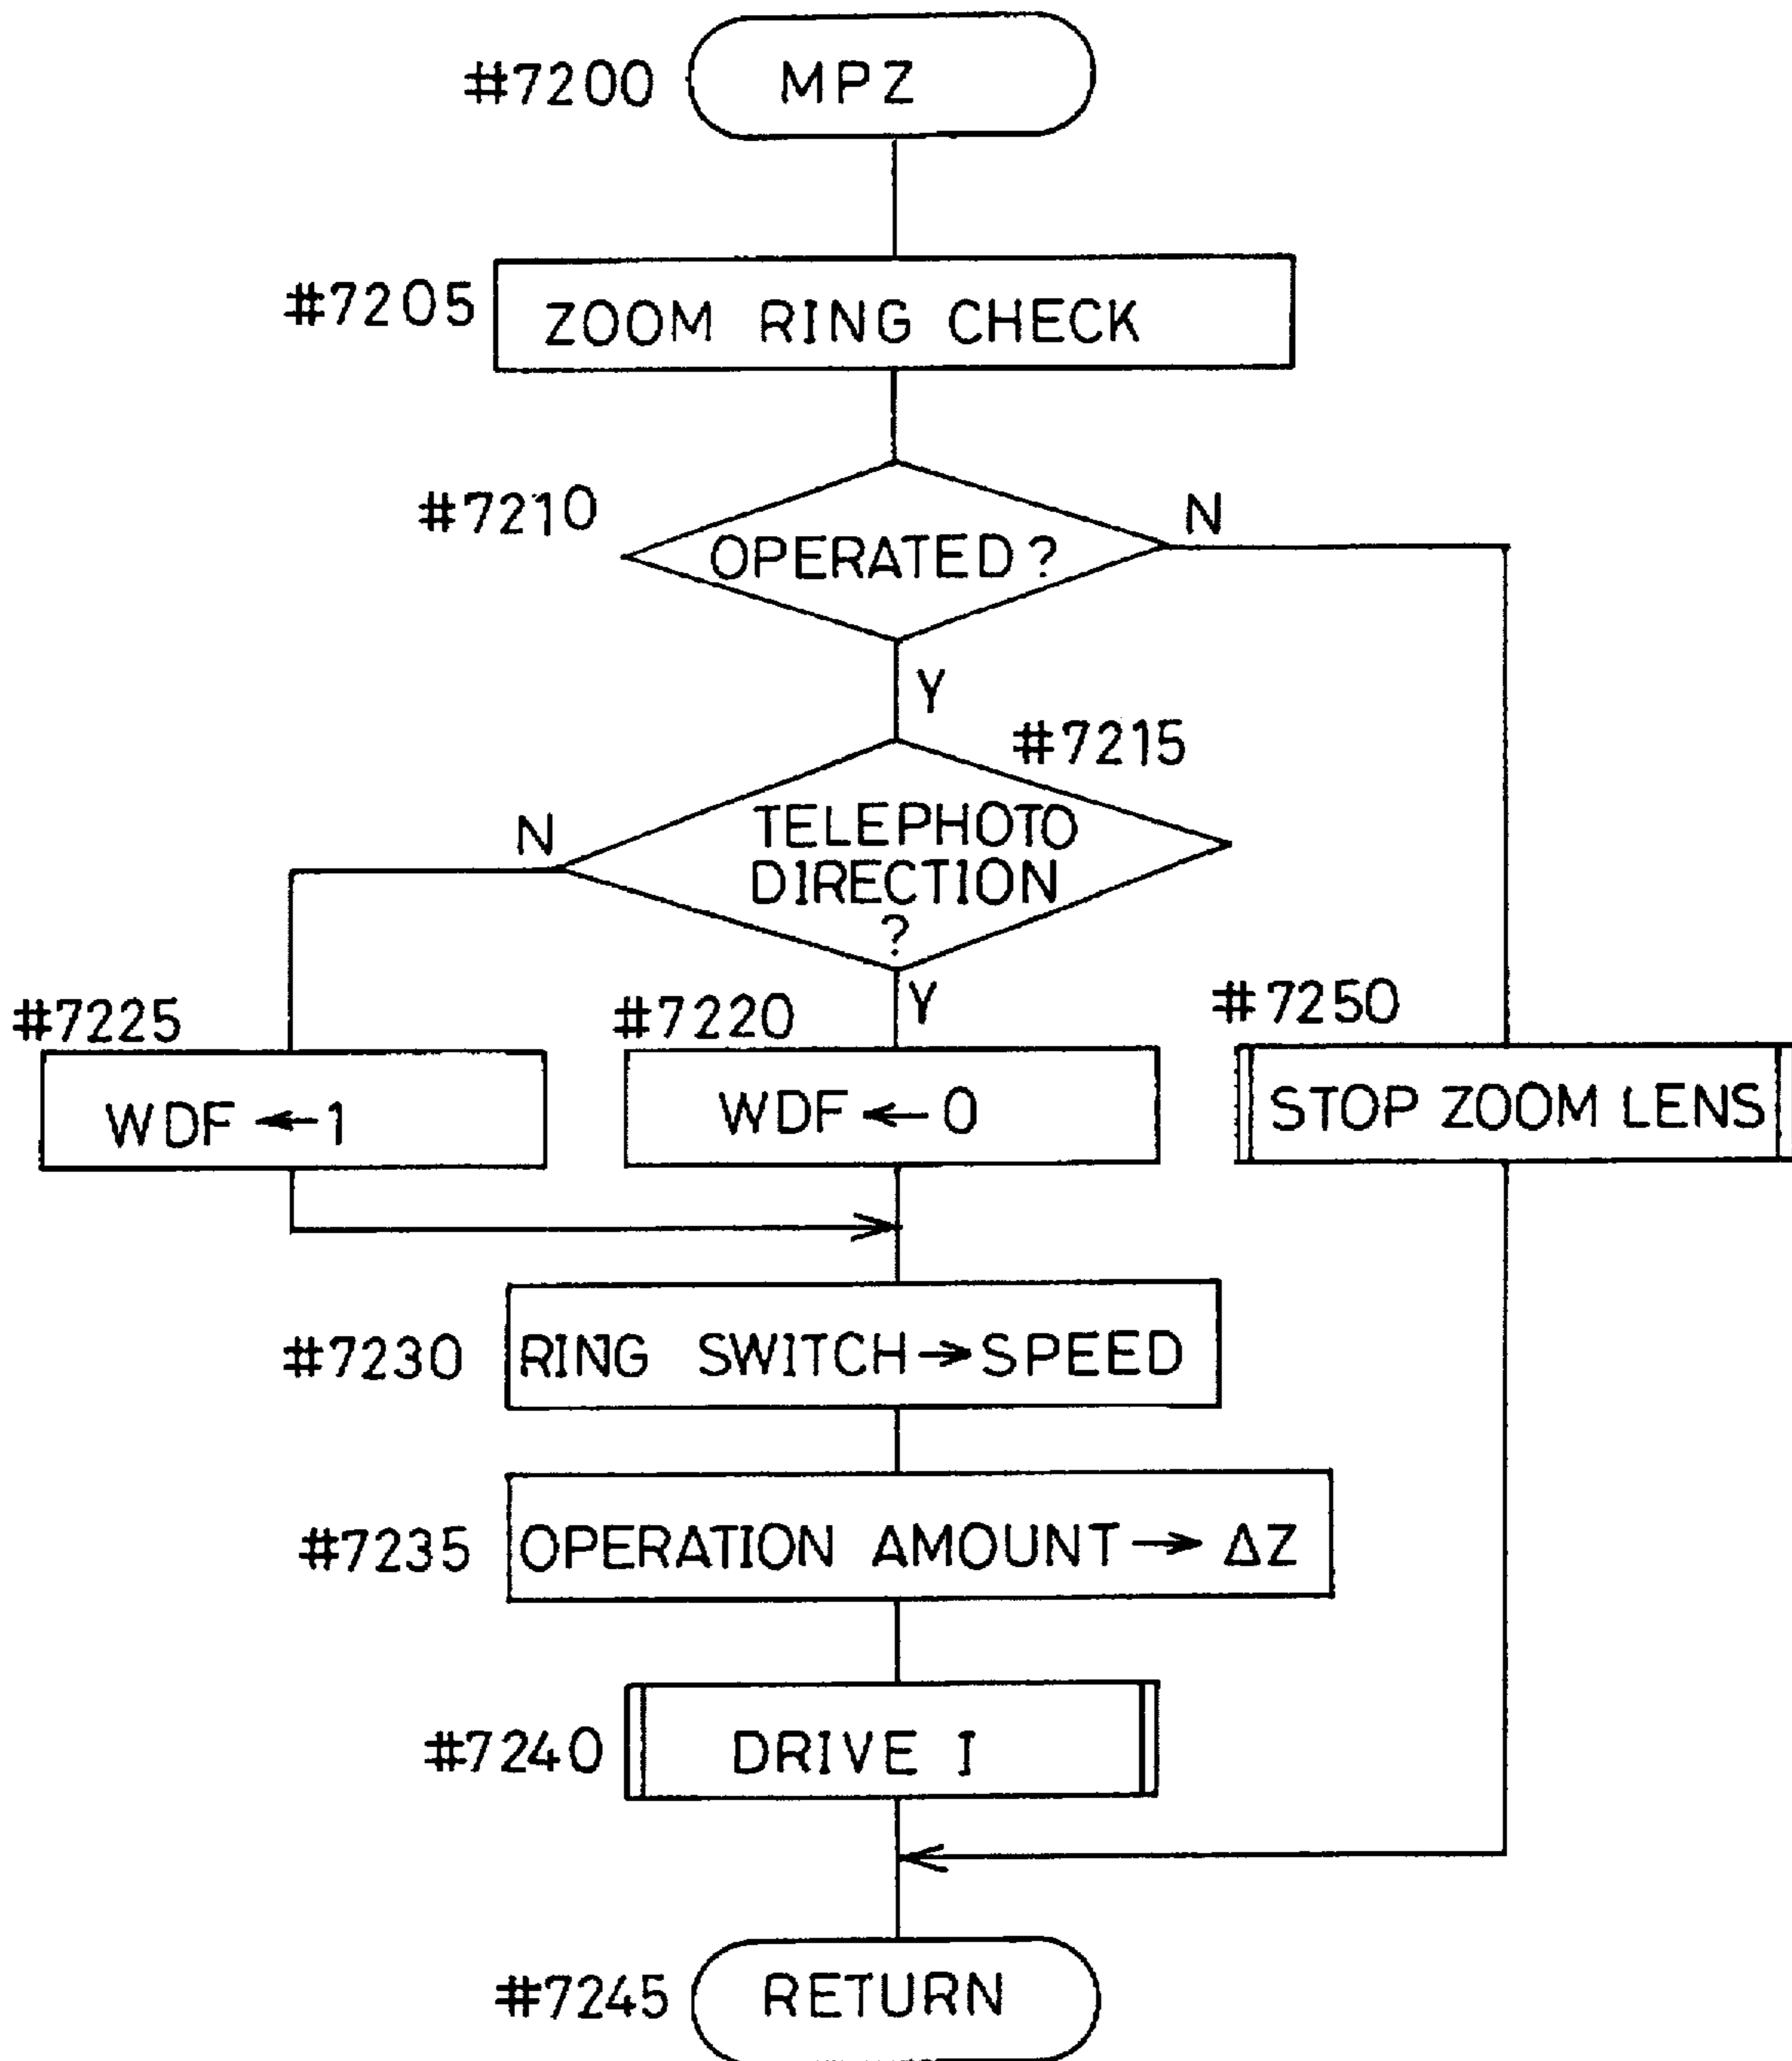 #7200 MPZ
#7205 ZOOM RING CHECK
#7210 OPERATED?
N
Y
#7215
TELEPHOTO
DIRECTION
?
N
Y
#7225
WDF ← 1
#7220
WDF ← 0
#7250
STOP ZOOM LENS
#7230 RING SWITCH → SPEED
#7235 OPERATION AMOUNT → ΔZ
#7240 DRIVE I
#7245 RETURN